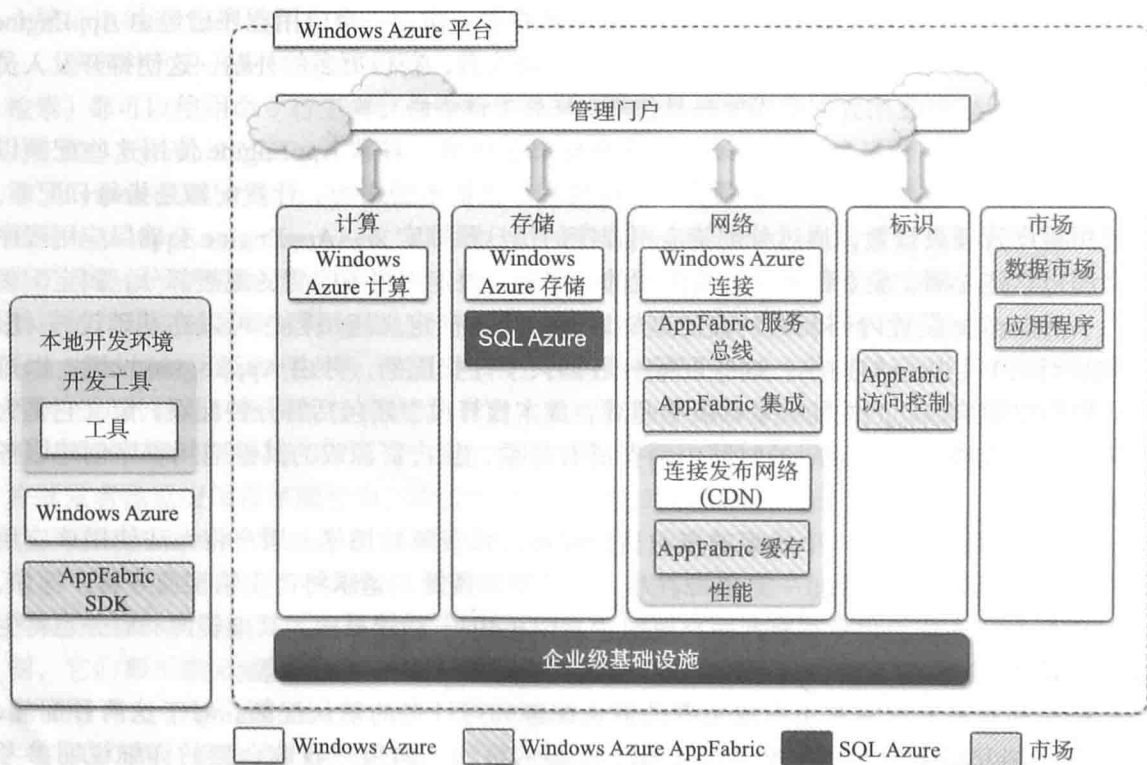 Windows Azure 平台
管理门户
计算
Windows
Azure 计算
存储
Windows
Azure 存储
SQL Azure
网络
Windows Azure
连接
AppFabric 服务
总线
AppFabric 集成
连接发布网络
(CDN)
AppFabric 缓存
性能
标识
AppFabric
访问控制
市场
数据市场
应用程序
本地开发环境
开发工具
工具
Windows Azure
AppFabric
SDK
企业级基础设施
Windows Azure
Windows Azure AppFabric
SQL Azure
市场